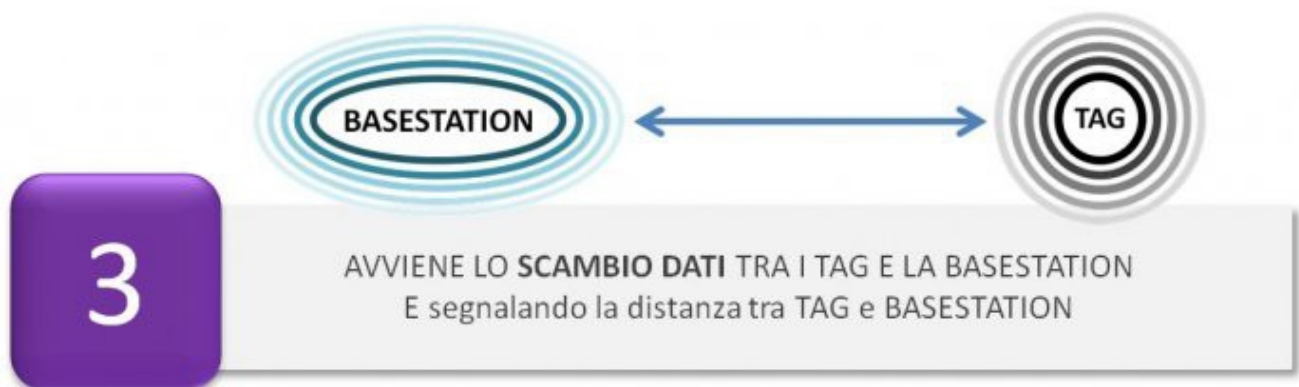 BASESTATION
TAG
3
AVVIENE LO SCAMBIO DATI TRA I TAG E LA BASESTATION
E segnalando la distanza tra TAG e BASESTATION